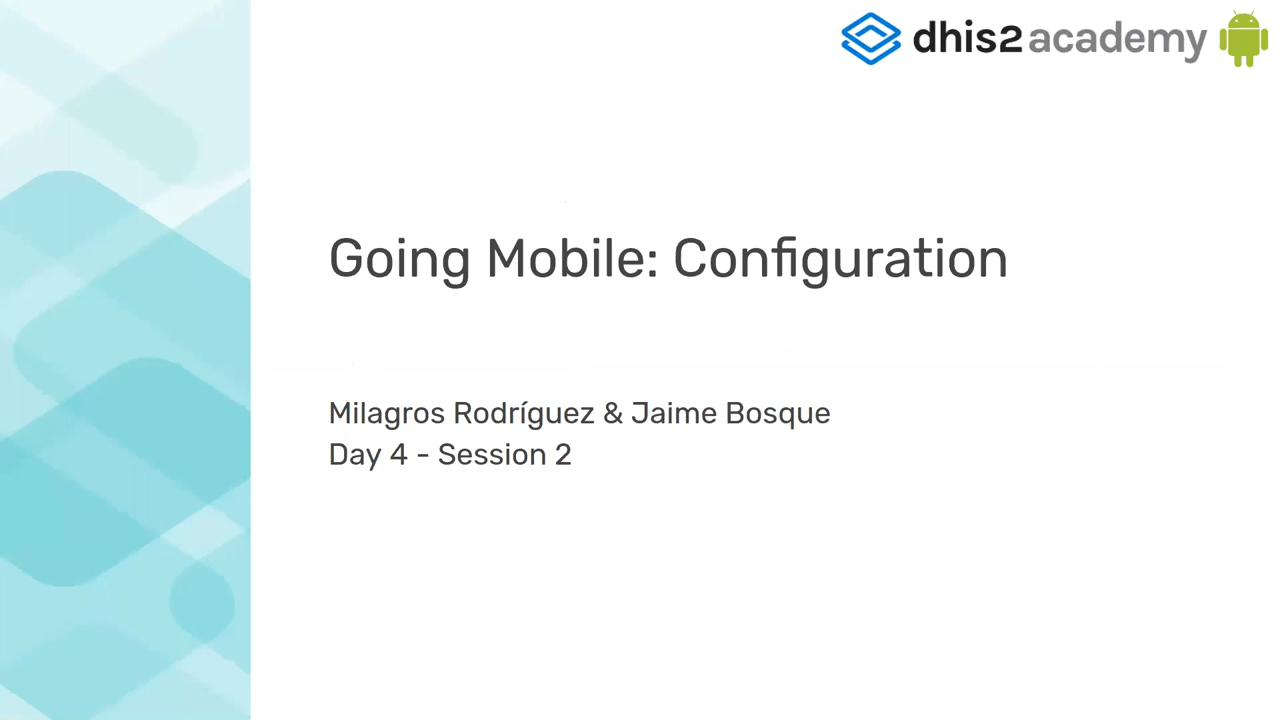 dhis2 academy
Going Mobile: Configuration
Milagros Rodríguez & Jaime Bosque
Day 4 - Session 2